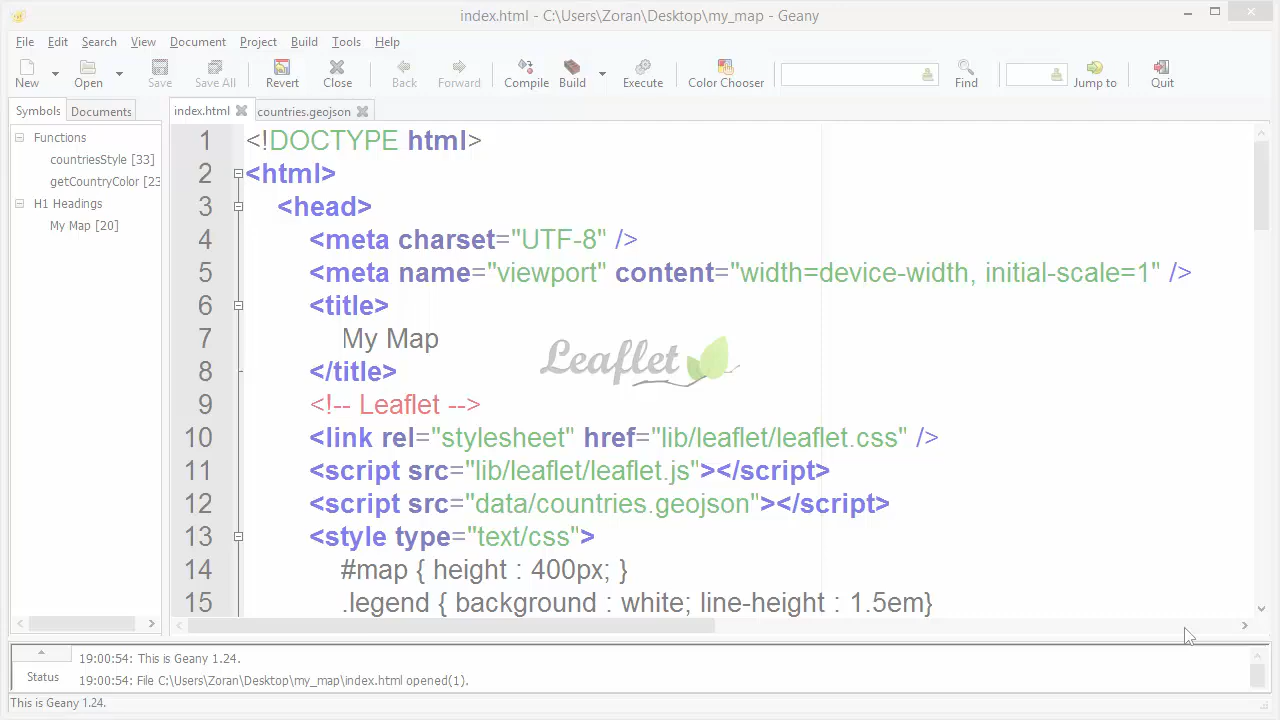 index.html - C:\Users\Zoran\Desktop\my_map - Geany
File Edit Search View Document Project Build Tools Help
New Open Save Save All Revert Close Back Forward Compile Build Execute Color Chooser Find Jump to Quit
Symbols Documents index.html countries.geojson
Functions
countriesStyle [33]
getCountryColor [23
H1 Headings
My Map [20]
1 <!DOCTYPE html>
2 <html>
3 <head>
4 <meta charset="UTF-8" />
5 <meta name="viewport" content="width=device-width, initial-scale=1" />
6 <title>
7 My Map
8 </title>
9 <!-- Leaflet -->
10 <link rel="stylesheet" href="lib/leaflet/leaflet.css" />
11 <script src="lib/leaflet/leaflet.js"></script>
12 <script src="data/countries.geojson"></script>
13 <style type="text/css">
14 #map { height : 400px; }
15 .legend { background : white; line-height : 1.5em}
Leaflet
Status
19:00:54: This is Geany 1.24.
19:00:54: File C:\Users\Zoran\Desktop\my_map\index.html opened(1).
This is Geany 1.24.